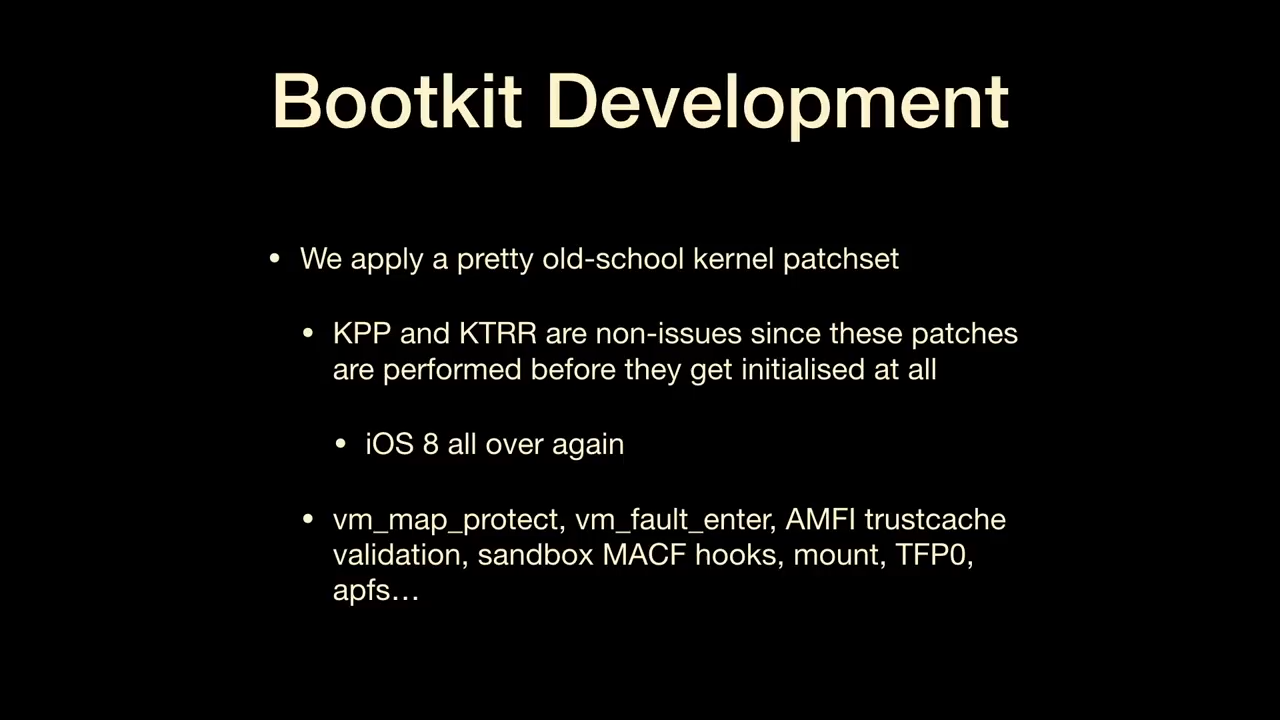 Bootkit Development
• We apply a pretty old-school kernel patchset
• KPP and KTRR are non-issues since these patches
are performed before they get initialised at all
• iOS 8 all over again
• vm_map_protect, vm_fault_enter, AMFI trustcache
validation, sandbox MACF hooks, mount, TFP0,
apfs…